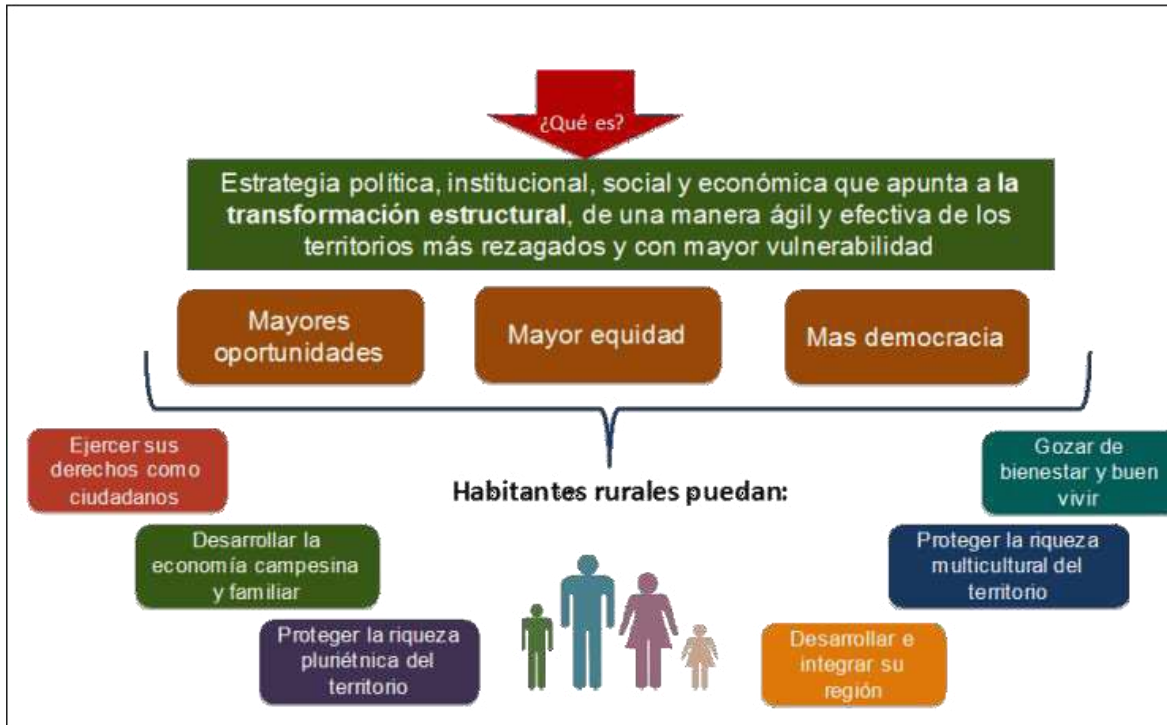 ¿Qué es?
Estrategia política, institucional, social y económica que apunta a la
transformación estructural, de una manera ágil y efectiva de los
territorios más rezagados y con mayor vulnerabilidad
Mayores
oportunidades
Mayor equidad
Mas democracia
Ejercer sus
derechos como
ciudadanos
Gozar de
bienestar y buen
vivir
Habitantes rurales puedan:
Desarrollar la
economía campesina
y familiar
Proteger la riqueza
multicultural del
territorio
Proteger la riqueza
pluriétnica del
territorio
Desarrollar e
integrar su
región